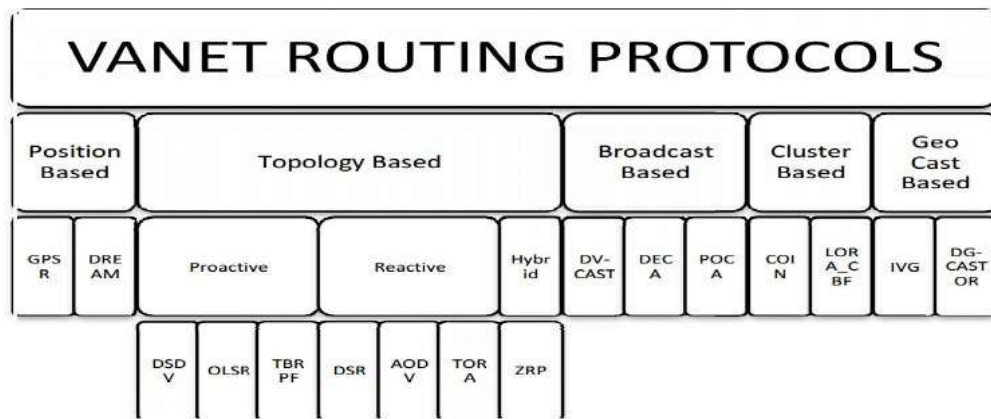 VANET ROUTING PROTOCOLS
Position
Based
Topology Based
Broadcast
Based
Cluster
Based
Geo
Cast
Based
GPS
R
DRE
AM
Proactive
Reactive
Hybr
id
DV-
CAST
DEC
A
POC
A
COI
N
LOR
A_C
BF
IVG
DG-
CAST
OR
DSD
V
OLSR
TBR
PF
DSR
AOD
V
TOR
A
ZRP